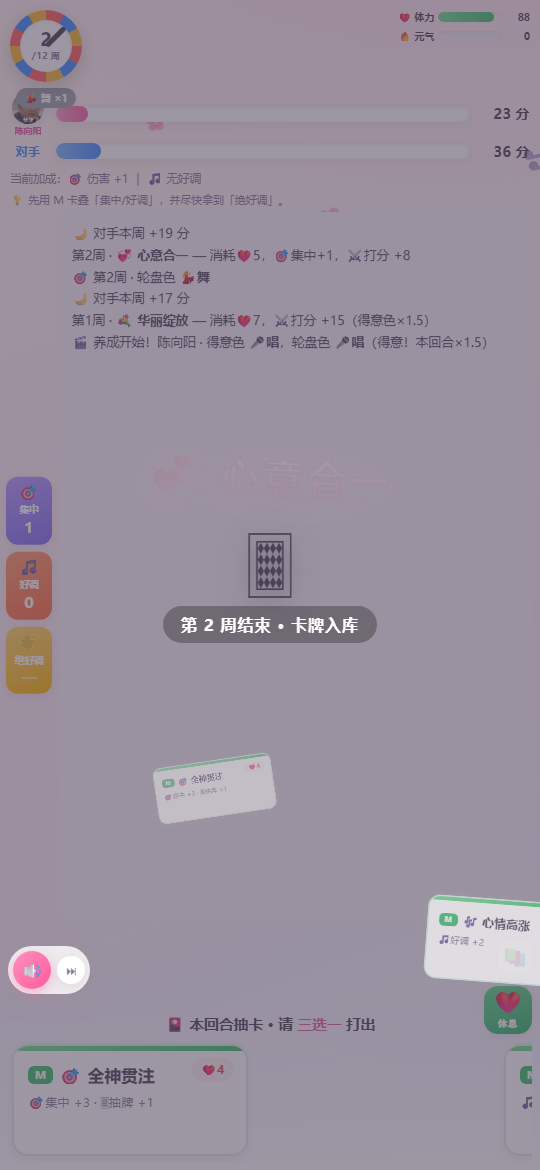 2
/12 周
体力 88
元气 0
舞 ×1
陈向阳 23 分
对手 36 分
当前加成: 伤害 +1 | 无好调
先用 M 卡叠「集中/好调」，并尽快拿到「绝好调」。
对手本周 +19 分
第2周 · 心意合一 — 消耗 5, 集中+1, 打分 +8
第2周 · 轮盘色 舞
对手本周 +17 分
第1周 · 华丽绽放 — 消耗 7, 打分 +15（得意色×1.5）
养成开始！陈向阳 · 得意色 唱, 轮盘色 唱（得意！本回合×1.5）
心意合一
集中
1
好调
0
绝好调
—
第 2 周结束 • 卡牌入库
M 全神贯注 4
集中 +3 · 抽牌 +1
M 心情高涨
好调 +2
休息
本回合抽卡 • 请 三选一 打出
M 全神贯注 4
集中 +3 · 抽牌 +1